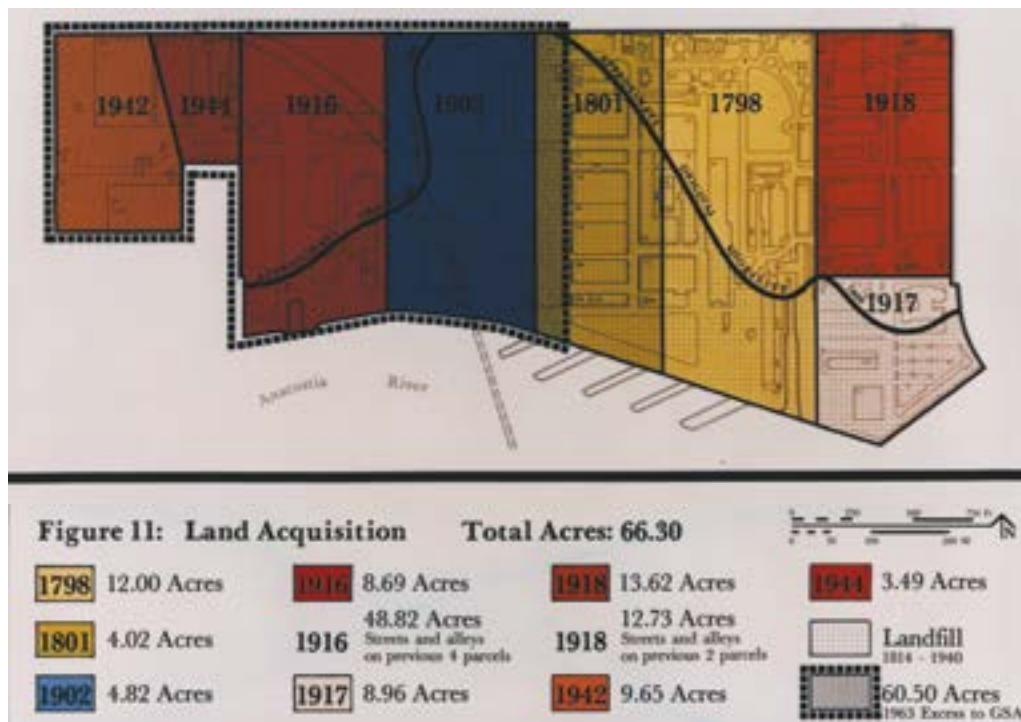 1942
1944
1916
1902
1801
1798
1918
1917
Anacostia River
Figure 11: Land Acquisition
Total Acres: 66.30
N
1798 12.00 Acres
1801 4.02 Acres
1902 4.82 Acres
1916 8.69 Acres
1916 48.82 Acres
Streets and alleys
on previous 4 parcels
1917 8.96 Acres
1918 13.62 Acres
1918 12.73 Acres
Streets and alleys
on previous 2 parcels
1942 9.65 Acres
1944 3.49 Acres
Landfill
1814 - 1940
60.50 Acres
1963 Excess to GSA